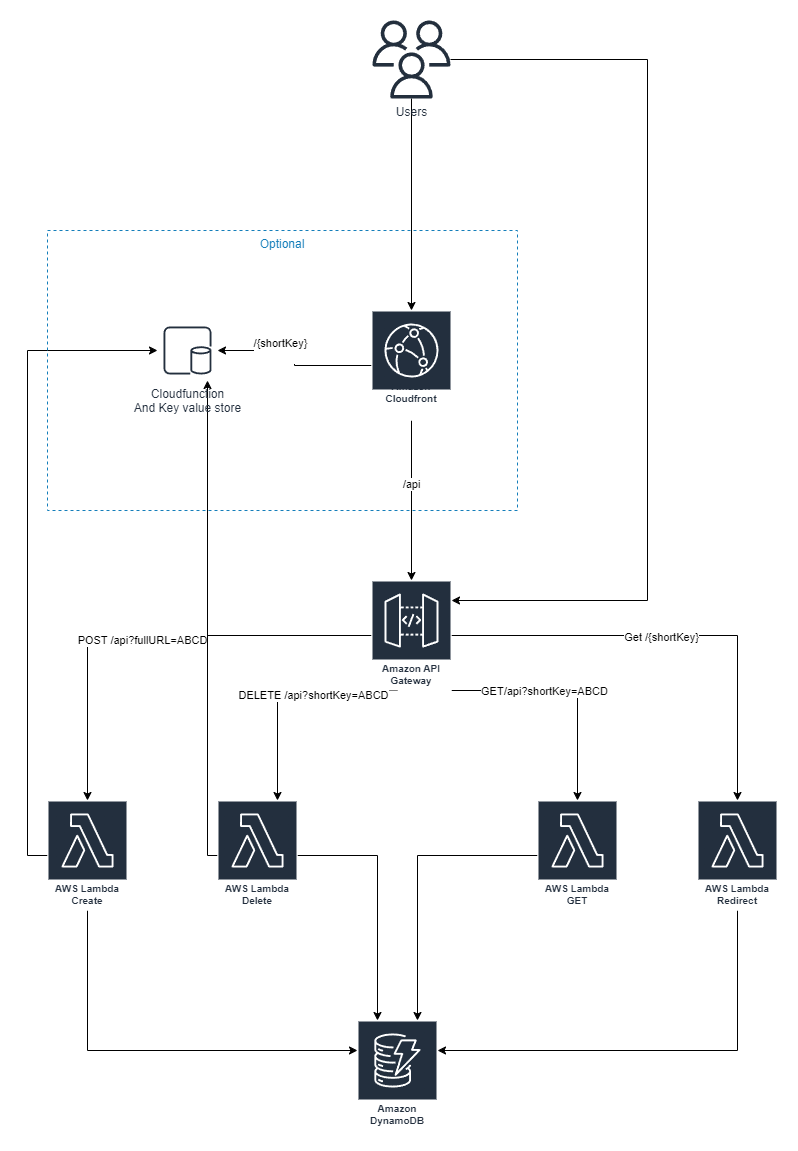 Users
Optional
/{shortKey}
Cloudfunction
And Key value store
Amazon
Cloudfront
/api
POST /api?fullURL=ABCD
Get /{shortKey}
Amazon API
Gateway
DELETE /api?shortKey=ABCD
GET/api?shortKey=ABCD
AWS Lambda
Create
AWS Lambda
Delete
AWS Lambda
GET
AWS Lambda
Redirect
Amazon
DynamoDB